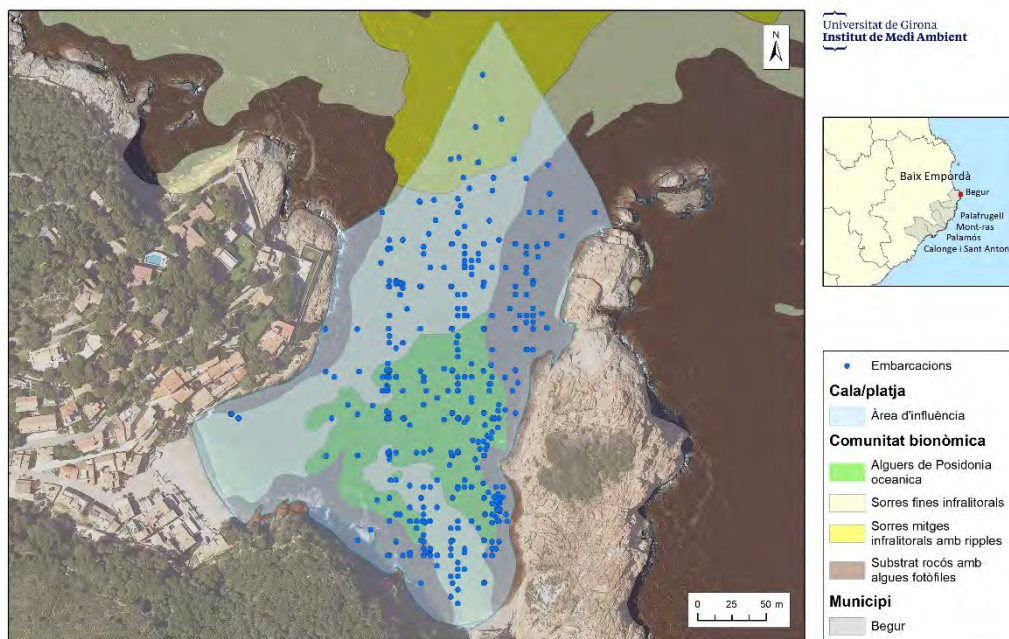 N
0 25 50 m
Universitat de Girona
Institut de Medi Ambient
Baix Empordà
Begur
Palafrugell
Mont-ras
Palamós
Calonge i Sant Anton
Embarcacions
Cala/platja
Àrea d'influència
Comunitat bionòmica
Alguers de Posidonia
oceanica
Sorres fines infralitorals
Sorres mitges
infralitorals amb ripples
Substrat rocós amb
algues fotòfiles
Municipi
Begur